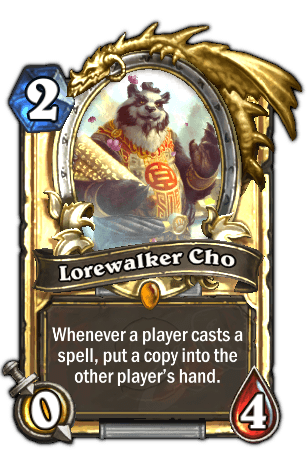 2
Lorewalker Cho
Whenever a player casts a
spell, put a copy into the
other player's hand.
0
4